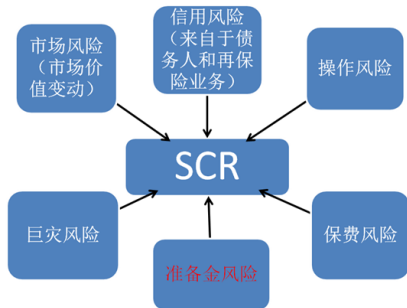 市场风险
（市场价
值变动）
信用风险
（来自于债
务人和再保
险业务）
操作风险
SCR
巨灾风险
准备金风险
保费风险